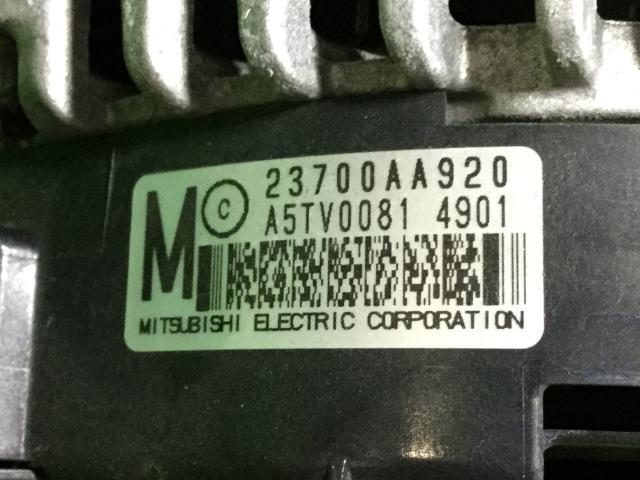 M © 23700AA920
A5TV0081 4901
MITSUBISHI ELECTRIC CORPORATION